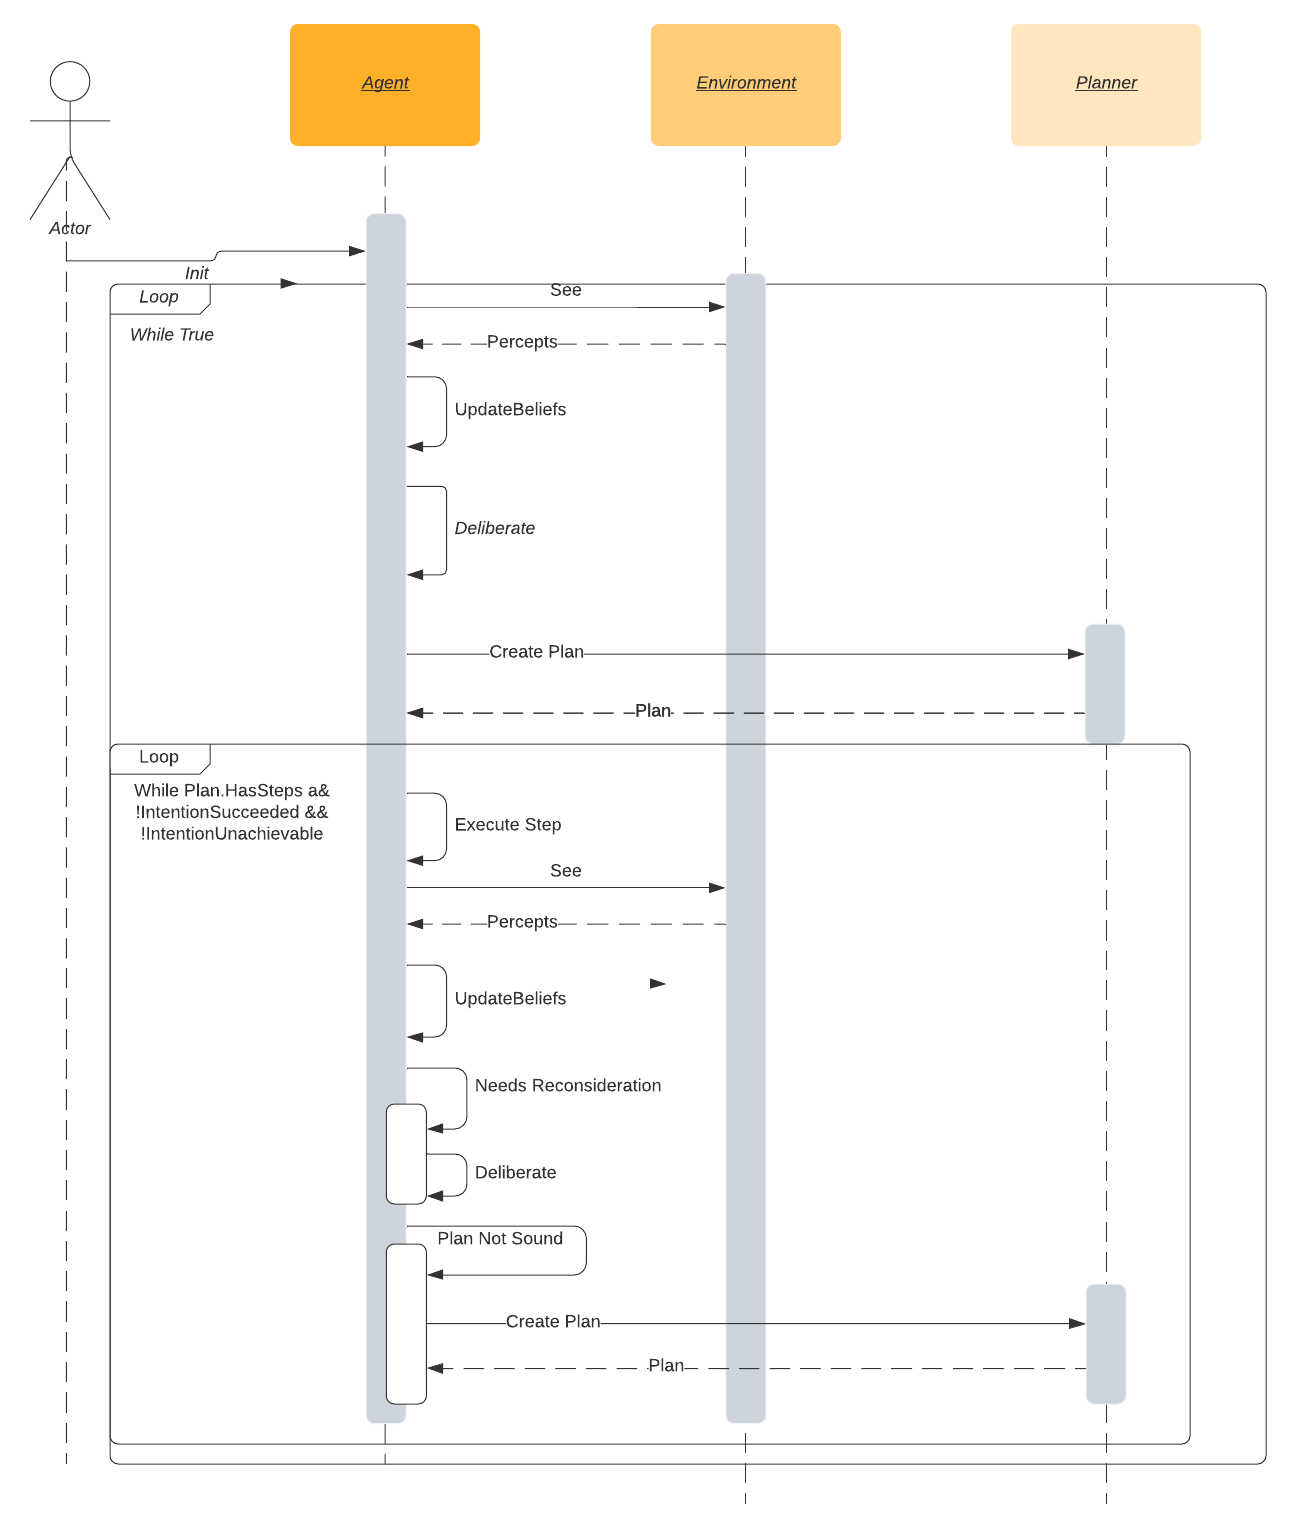 Agent
Environment
Planner
Actor
Init
Loop
See
While True
Percepts
UpdateBeliefs
Deliberate
Create Plan
Plan
Loop
While Plan.HasSteps a&
!IntentionSucceeded &&
!IntentionUnachievable
Execute Step
See
Percepts
UpdateBeliefs
Needs Reconsideration
Deliberate
Plan Not Sound
Create Plan
Plan